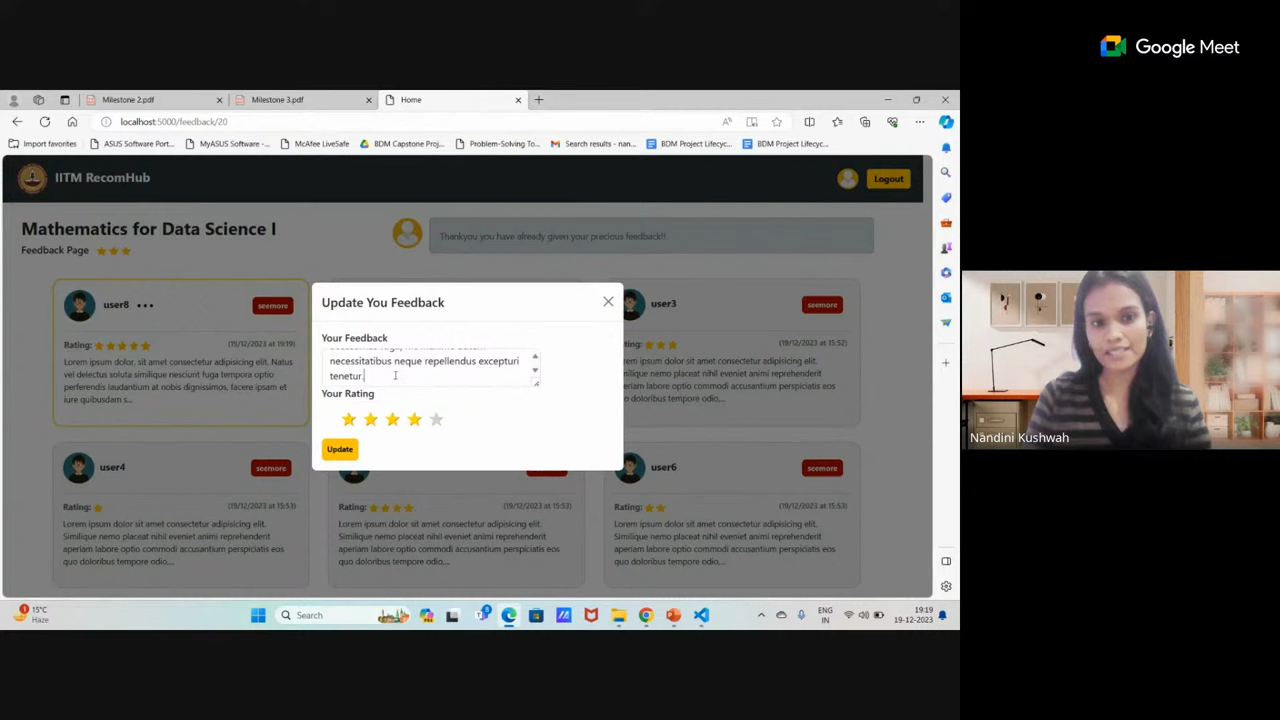 Google Meet
Milestone 2.pdf
Milestone 3.pdf
Home
localhost:5000/feedback/20
Import favorites
ASUS Software Port...
MyASUS Software -...
McAfee LiveSafe
BDM Capstone Proj...
Problem-Solving To...
Search results - nan...
BDM Project Lifecyc...
BDM Project Lifecyc...
IITM RecomHub
Logout
Mathematics for Data Science I
Feedback Page
Thankyou you have already given your precious feedback!!
user8
seemore
Rating:
(19/12/2023 at 19:19)
Lorem ipsum dolor sit amet consectetur adipisicing elit. Natus
vel delectus soluta similique sequi fuga tempora
perferendis laudantium at nobis dignissimos, facere ipsam et
iure quibusdam s...
Update You Feedback
Your Feedback
necessitatibus neque repellendus excepturi
tenetur.
Your Rating
Update
user3
seemore
(19/12/2023 at 15:52)
Lorem ipsum dolor sit amet consectetur adipisicing elit.
Similique nemo placeat nihil eveniet animi reprehenderit
aperiam labore optio commodi accusantium perspiciatis eos
quo doloribus tempore odio,...
user4
seemore
Rating:
(19/12/2023 at 15:53)
Lorem ipsum dolor sit amet consectetur adipisicing elit.
Similique nemo placeat nihil eveniet animi reprehenderit
aperiam labore optio commodi accusantium perspiciatis eos
quo doloribus tempore odio,...
Rating:
(19/12/2023 at 15:53)
Lorem ipsum dolor sit amet consectetur adipisicing elit.
Similique nemo placeat nihil eveniet animi reprehenderit
aperiam labore optio commodi accusantium perspiciatis eos
quo doloribus tempore odio,...
user6
seemore
Rating:
(19/12/2023 at 15:53)
Lorem ipsum dolor sit amet consectetur adipisicing elit.
Similique nemo placeat nihil eveniet animi reprehenderit
aperiam labore optio commodi accusantium perspiciatis eos
quo doloribus tempore odio,...
Nandini Kushwah
15°C
Haze
Search
ENG
IN
19:19
19-12-2023